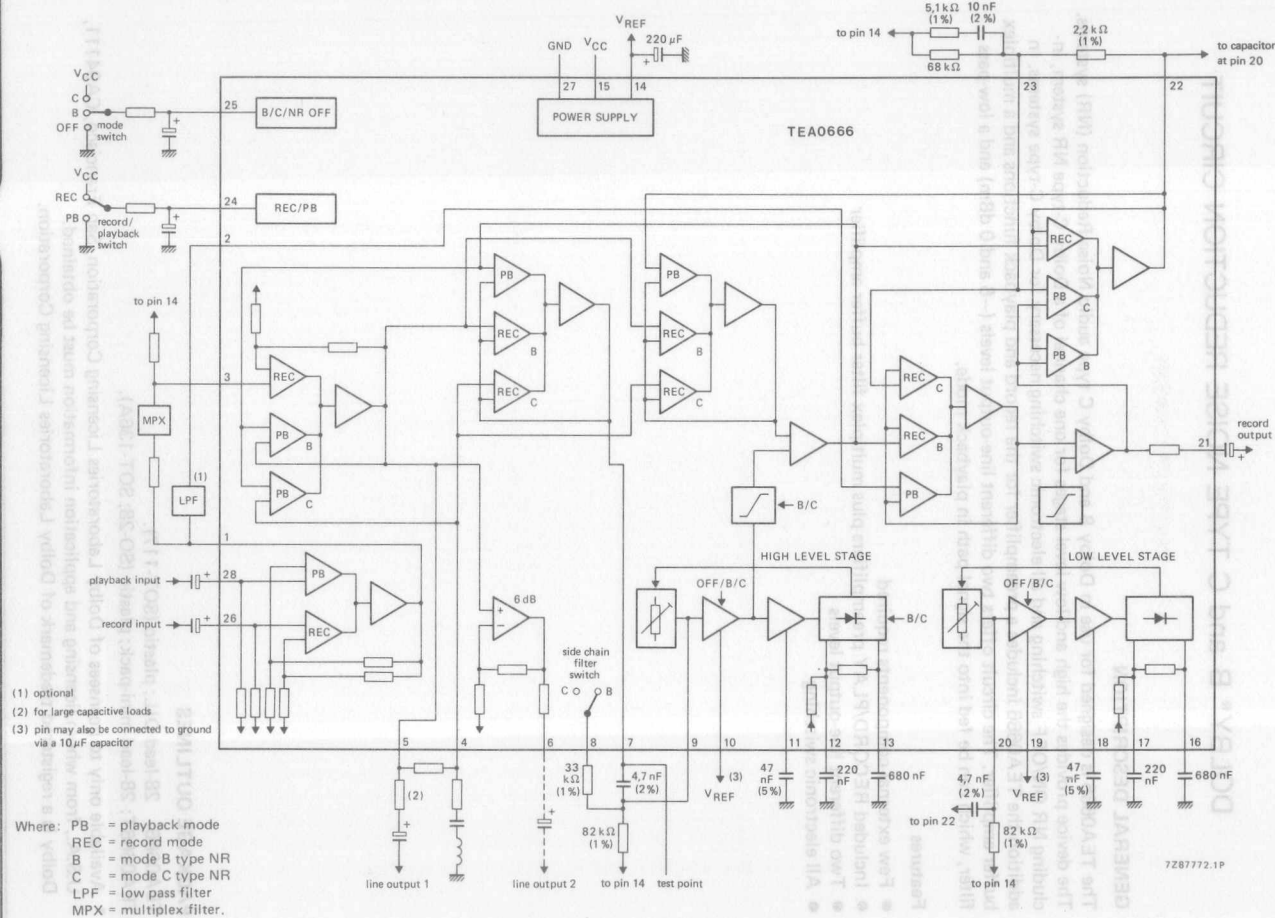 5,1 kΩ (1%)
10 nF (2 %)
to pin 14
68 kΩ
2,2 kΩ (1%)
to capacitor at pin 20
V_REF
220 µF
+
GND
V_CC
27
15
14
23
22
POWER SUPPLY
TEA0666
V_CC
C
B
OFF
mode switch
+
25
B/C/NR OFF
V_CC
REC
PB
record/playback switch
+
24
REC/PB
2
to pin 14
3
MPX
(1)
LPF
1
REC
PB
B
PB
C
PB
REC
B
REC
C
PB
REC
B
REC
C
REC
PB
C
PB
B
REC
C
REC
B
PB
21
record output
+
playback input
+
28
record input
+
26
PB
REC
6 dB
+
−
B/C
HIGH LEVEL STAGE
OFF/B/C
B/C
LOW LEVEL STAGE
OFF/B/C
side chain filter switch
C
B
5
4
6
8
7
9
10
11
12
13
20
19
18
17
16
(2)
+
line output 1
+
line output 2
33 kΩ (1%)
4,7 nF (2%)
82 kΩ (1%)
to pin 14
test point
(3)
V_REF
47 nF (5%)
220 nF
680 nF
4,7 nF (2%)
to pin 22
82 kΩ (1%)
to pin 14
(3)
V_REF
47 nF (5%)
220 nF
680 nF
7Z87772.1P
(1) optional
(2) for large capacitive loads
(3) pin may also be connected to ground
via a 10 µF capacitor
Where: PB = playback mode
REC = record mode
B = mode B type NR
C = mode C type NR
LPF = low pass filter
MPX = multiplex filter.